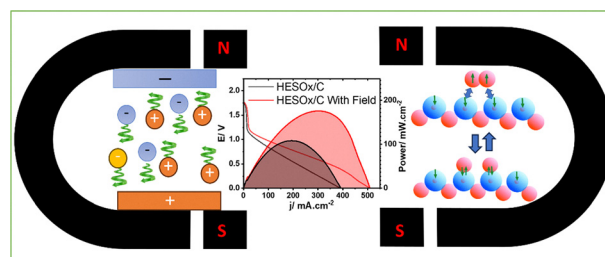 N
S
−
-
-
+
+
-
-
+
+
+
+
HESOx/C
HESOx/C With Field
E/ V
2.0
1.5
1.0
0.5
0.0
0 100 200 300 400 500
j/ mA.cm-2
200
100
0
Power/ mW.cm-2
N
S